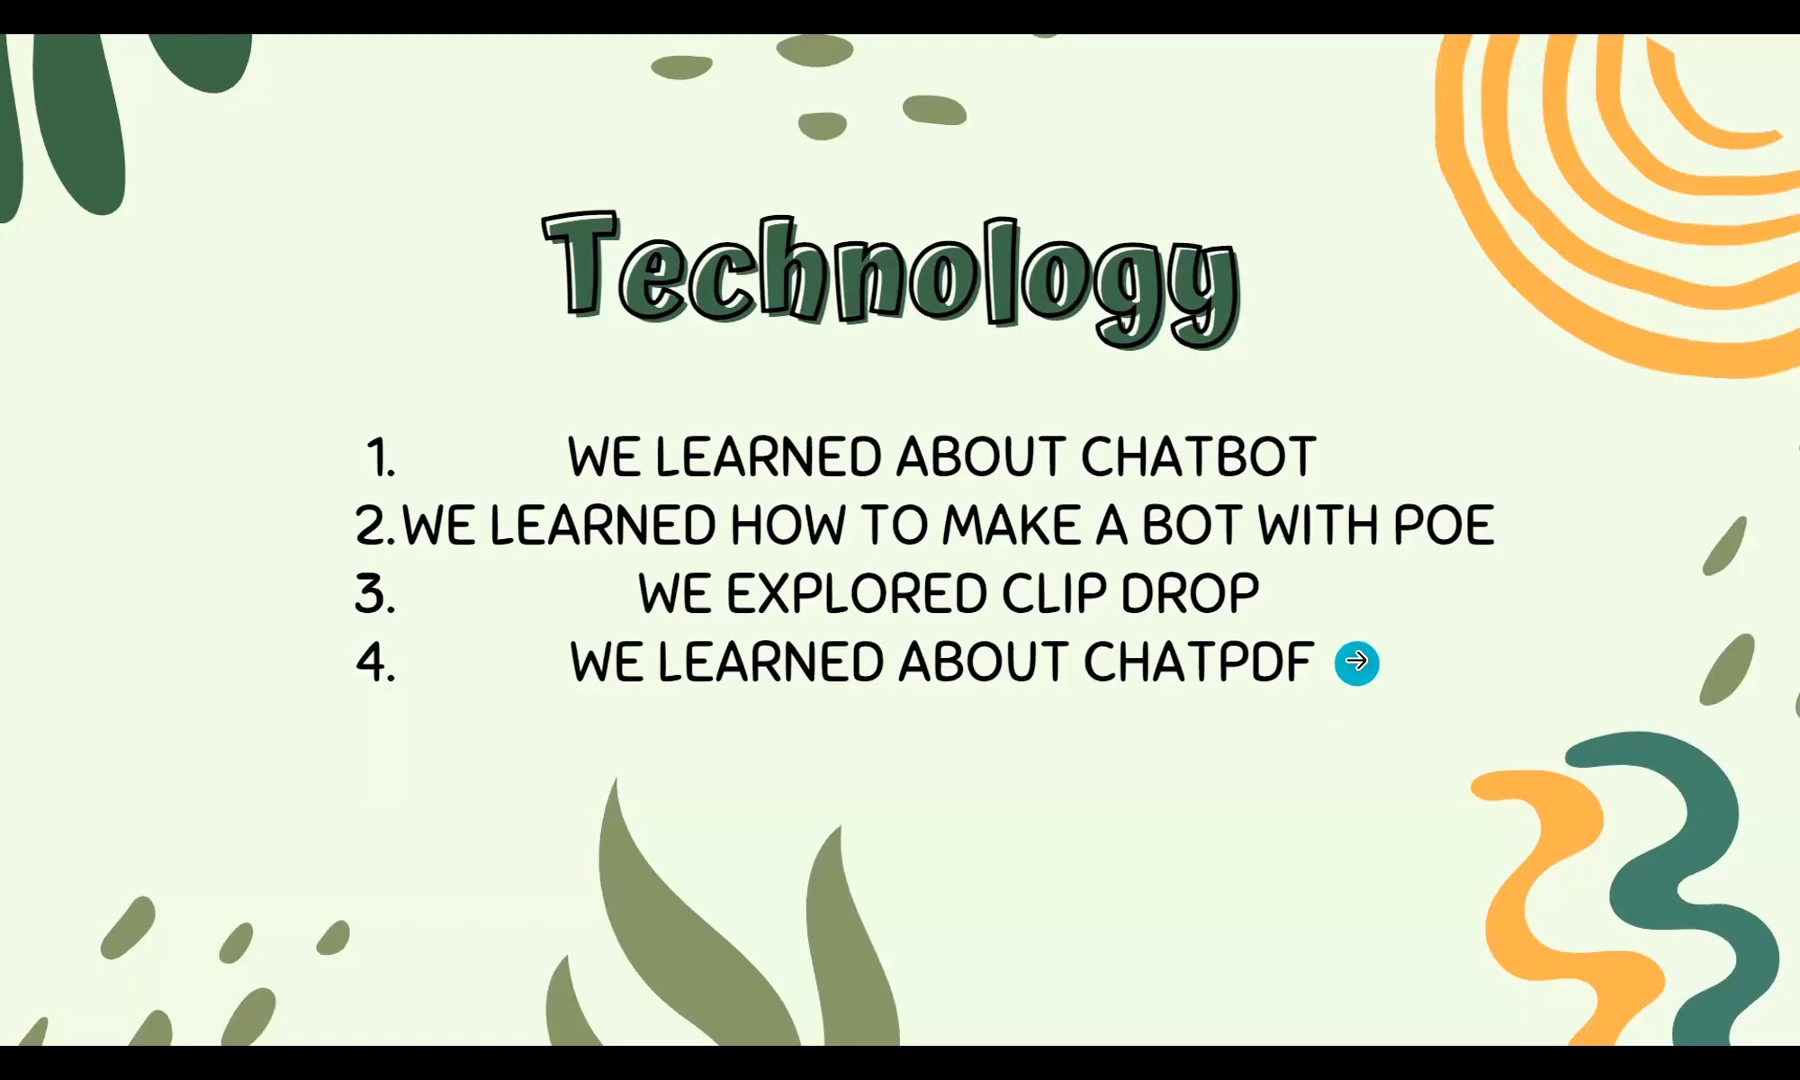 Technology
1. WE LEARNED ABOUT CHATBOT
2. WE LEARNED HOW TO MAKE A BOT WITH POE
3. WE EXPLORED CLIP DROP
4. WE LEARNED ABOUT CHATPDF